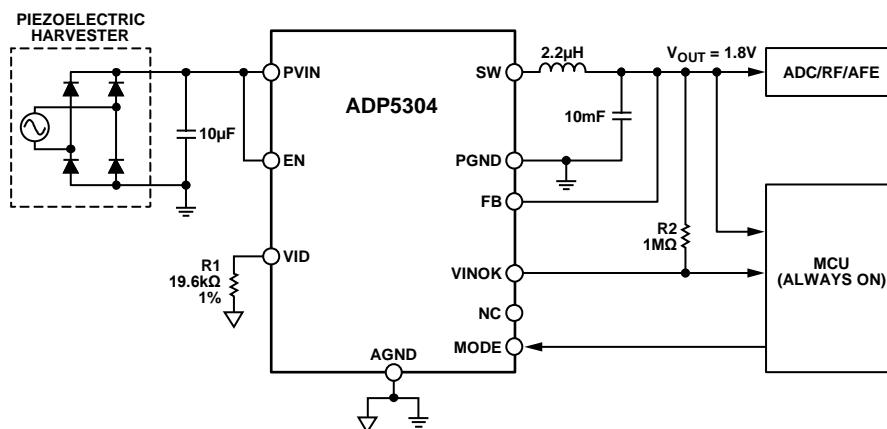 PIEZOELECTRIC
HARVESTER
PVIN
EN
VID
10µF
R1
19.6kΩ
1%
ADP5304
AGND
SW
PGND
FB
VINOK
NC
MODE
2.2µH
10mF
VOUT = 1.8V
R2
1MΩ
ADC/RF/AFE
MCU
(ALWAYS ON)